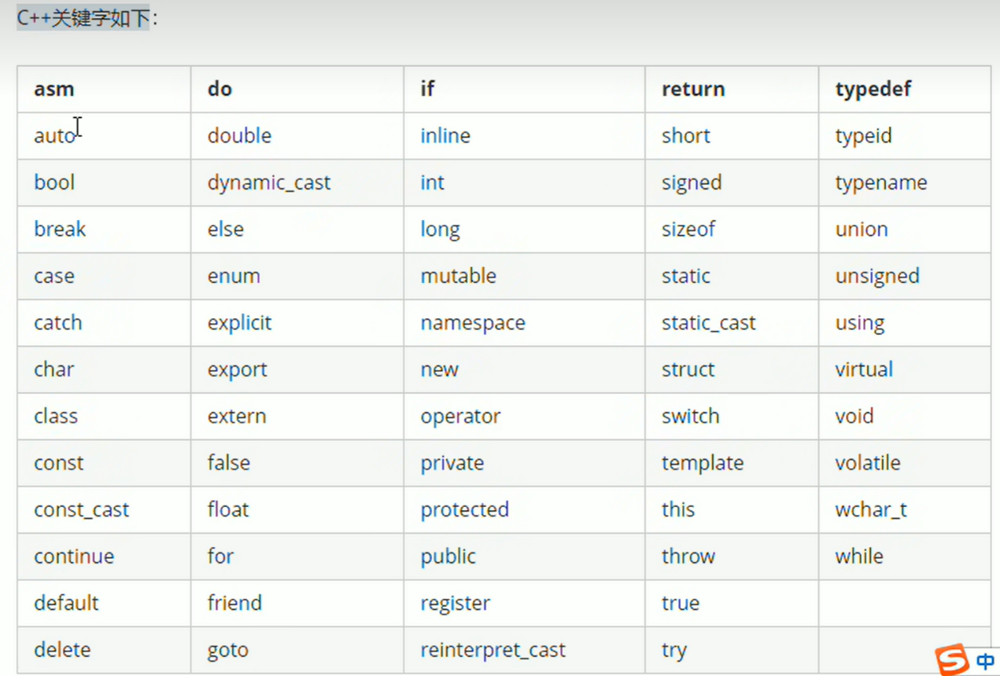 C++关键字如下：
asm do if return typedef
auto double inline short typeid
bool dynamic_cast int signed typename
break else long sizeof union
case enum mutable static unsigned
catch explicit namespace static_cast using
char export new struct virtual
class extern operator switch void
const false private template volatile
const_cast float protected this wchar_t
continue for public throw while
default friend register true
delete goto reinterpret_cast try
S 中